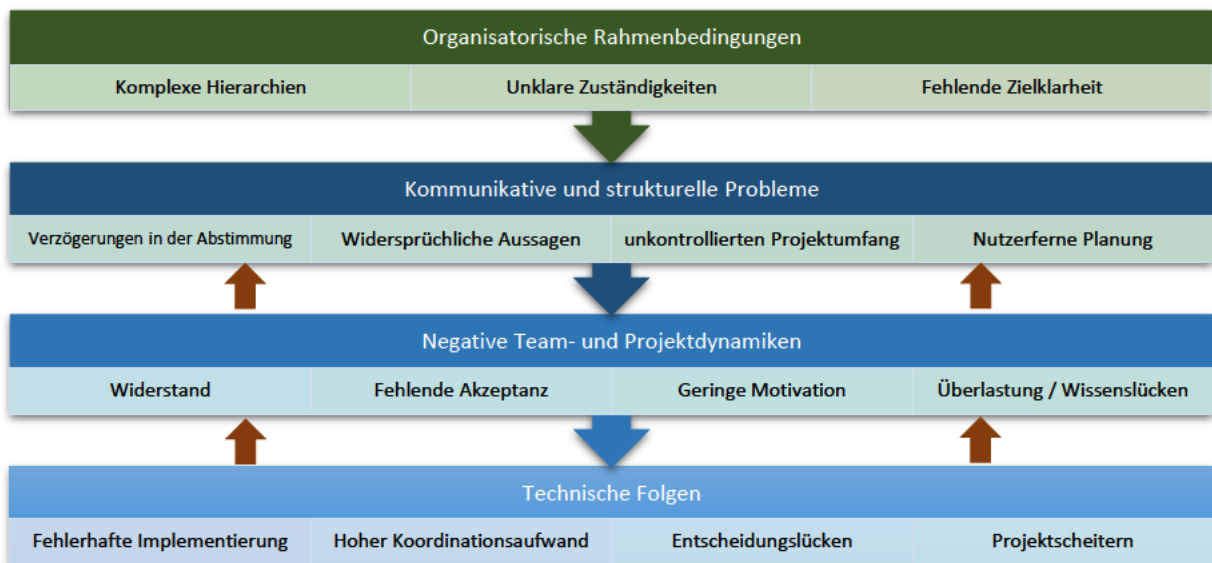 Organisatorische Rahmenbedingungen
Komplexe Hierarchien Unklare Zuständigkeiten Fehlende Zielklarheit
Kommunikative und strukturelle Probleme
Verzögerungen in der Abstimmung Widersprüchliche Aussagen unkontrollierten Projektumfang Nutzerferne Planung
Negative Team- und Projektdynamiken
Widerstand Fehlende Akzeptanz Geringe Motivation Überlastung / Wissenslücken
Technische Folgen
Fehlerhafte Implementierung Hoher Koordinationsaufwand Entscheidungslücken Projektscheitern